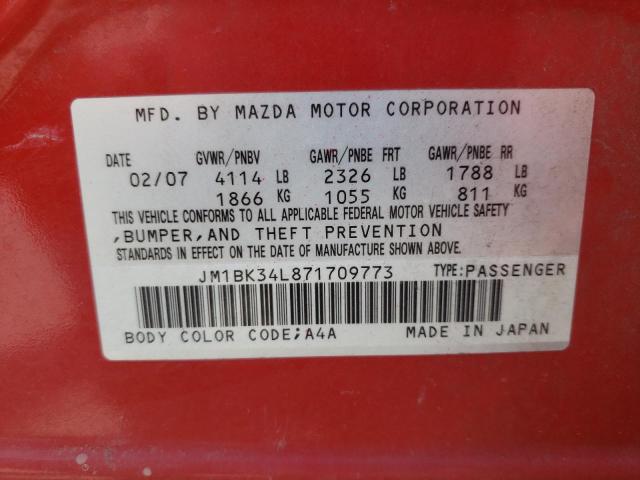 MFD. BY MAZDA MOTOR CORPORATION
DATE GVWR/PNBV GAWR/PNBE FRT GAWR/PNBE RR
02/07 4114 LB 2326 LB 1788 LB
1866 KG 1055 KG 811 KG
THIS VEHICLE CONFORMS TO ALL APPLICABLE FEDERAL MOTOR VEHICLE SAFETY
,BUMPER,AND THEFT PREVENTION
STANDARDS IN EFFECT ON THE DATE OF MANUFACTURE SHOWN ABOVE.
JM1BK34L871709773 TYPE:PASSENGER
BODY COLOR CODE;A4A MADE IN JAPAN